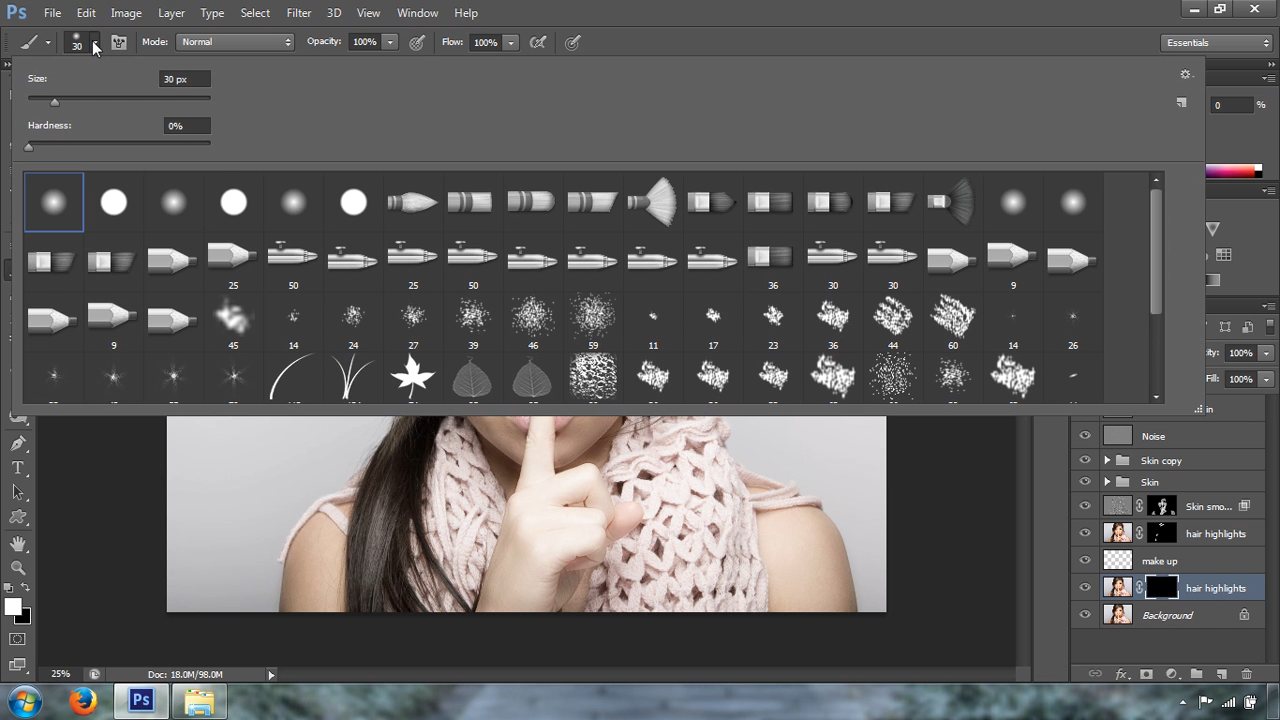 Ps File Edit Image Layer Type Select Filter 3D View Window Help
30 Mode: Normal Opacity: 100% Flow: 100% Essentials
Size: 30 px
0 %
Hardness: 0%
25 50 25 50 36 30 30 9
9 45 14 24 27 39 46 59 11 17 23 36 44 60 14 26
100%
Fill: 100%
Noise
Skin copy
Skin
Skin smo...
hair highlights
T
make up
hair highlights
Background
25% Doc: 18.0M/98.0M
Ps